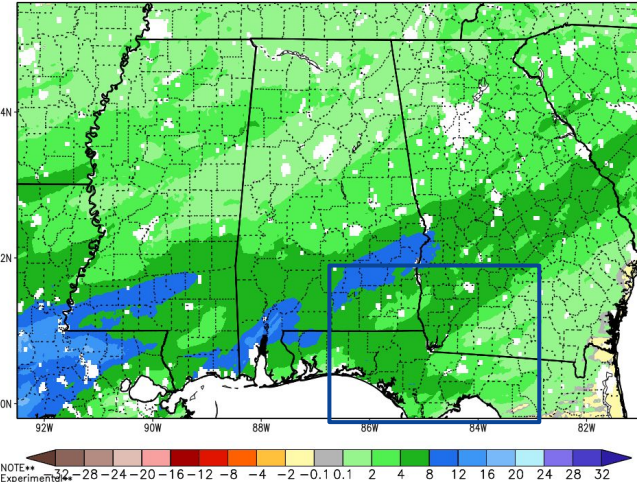 4N
2N
0N
92W 90W 88W 86W 84W 82W
NOTE**
-32 -28 -24 -20 -16 -12 -8 -4 -2 -0.1 0.1 2 4 8 12 16 20 24 28 32
Experimental**